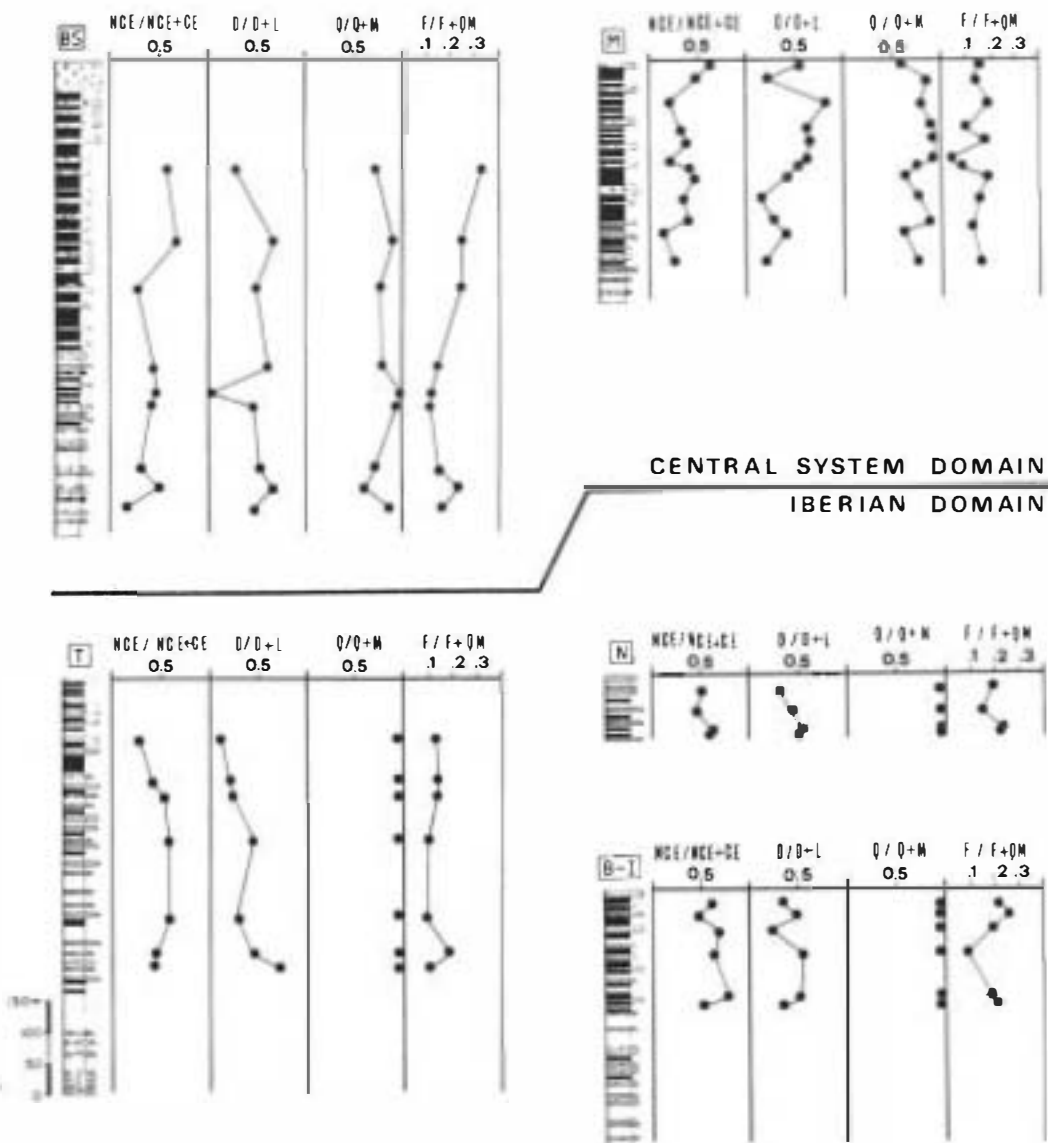 BS
NCE/NCE+CE D/D+L Q/Q+M F/F+QM
0.5 0.5 0.5 .1 .2 .3
M
NCE/NCE+CE D/D+L Q/Q+M F/F+QM
0.5 0.5 0.5 .1 .2 .3
CENTRAL SYSTEM DOMAIN
IBERIAN DOMAIN
T
NCE/NCE+CE D/D+L Q/Q+M F/F+QM
0.5 0.5 0.5 .1 .2 .3
N
NCE/NCE+CE D/D+L Q/Q+M F/F+QM
0.5 0.5 0.5 .1 .2 .3
B-I
NCE/NCE+CE D/D+L Q/Q+M F/F+QM
0.5 0.5 0.5 .1 .2 .3
100
50
0